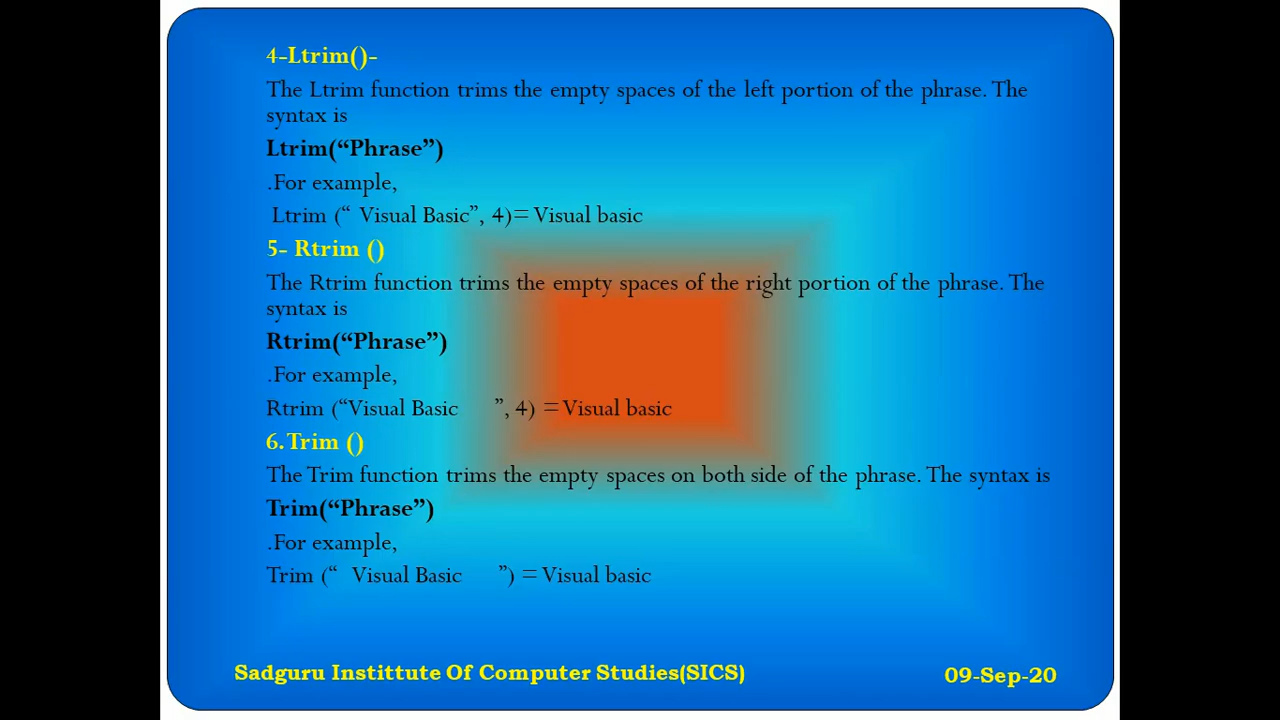 4-Ltrim()-
The Ltrim function trims the empty spaces of the left portion of the phrase. The
syntax is
Ltrim(“Phrase”)
.For example,
Ltrim (“ Visual Basic”, 4)= Visual basic
5- Rtrim ()
The Rtrim function trims the empty spaces of the right portion of the phrase. The
syntax is
Rtrim(“Phrase”)
.For example,
Rtrim (“Visual Basic ”, 4) = Visual basic
6.Trim ()
The Trim function trims the empty spaces on both side of the phrase. The syntax is
Trim(“Phrase”)
.For example,
Trim (“ Visual Basic ”) = Visual basic
Sadguru Instittute Of Computer Studies(SICS) 09-Sep-20